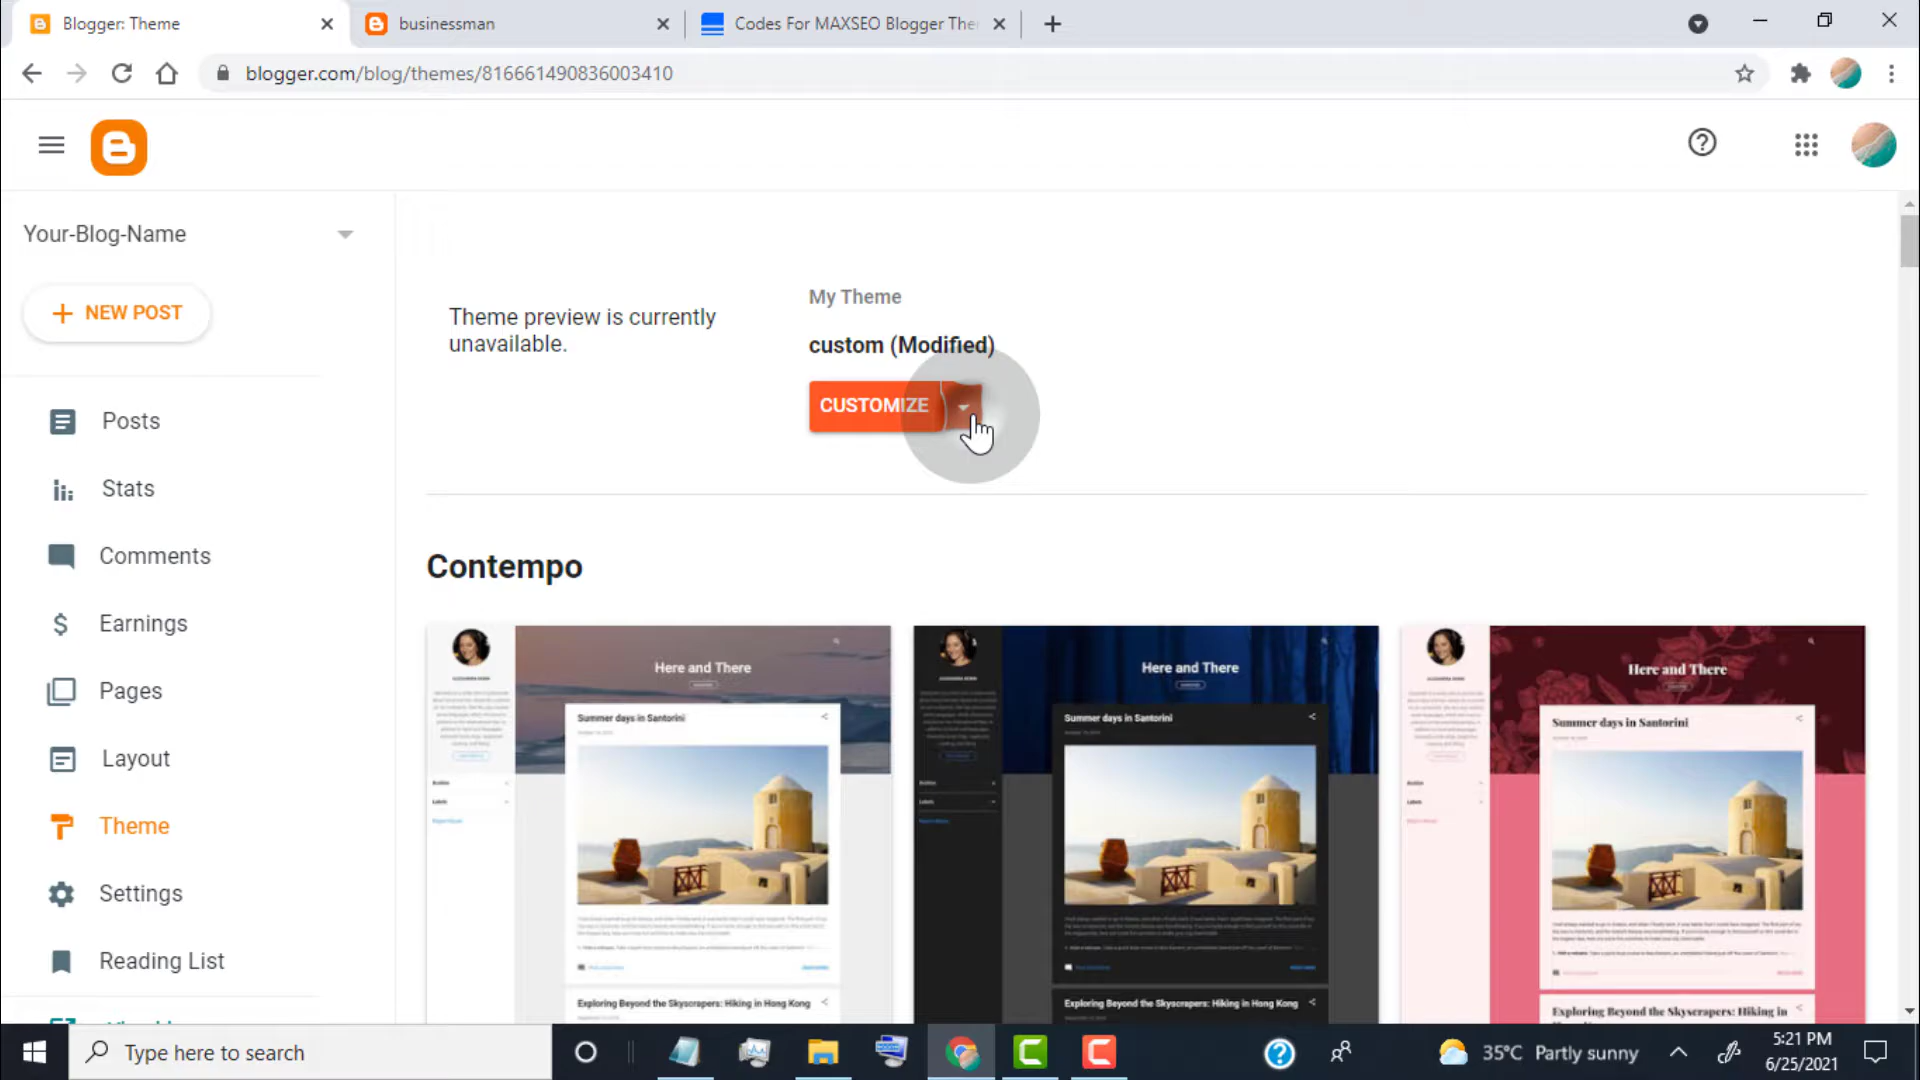 Blogger: Theme
businessman
Codes For MAXSEO Blogger The
blogger.com/blog/themes/816661490836003410
Your-Blog-Name
NEW POST
Posts
Stats
Comments
Earnings
Pages
Layout
Theme
Settings
Reading List
Theme preview is currently
unavailable.
My Theme
custom (Modified)
CUSTOMIZE
Contempo
Here and There
Summer days in Santorini
Exploring Beyond the Skyscrapers: Hiking in Hong Kong
Here and There
Summer days in Santorini
Exploring Beyond the Skyscrapers: Hiking in Hong Kong
Here and There
Summer days in Santorini
Exploring Beyond the Skyscrapers: Hiking in
Type here to search
35°C Partly sunny
5:21 PM
6/25/2021